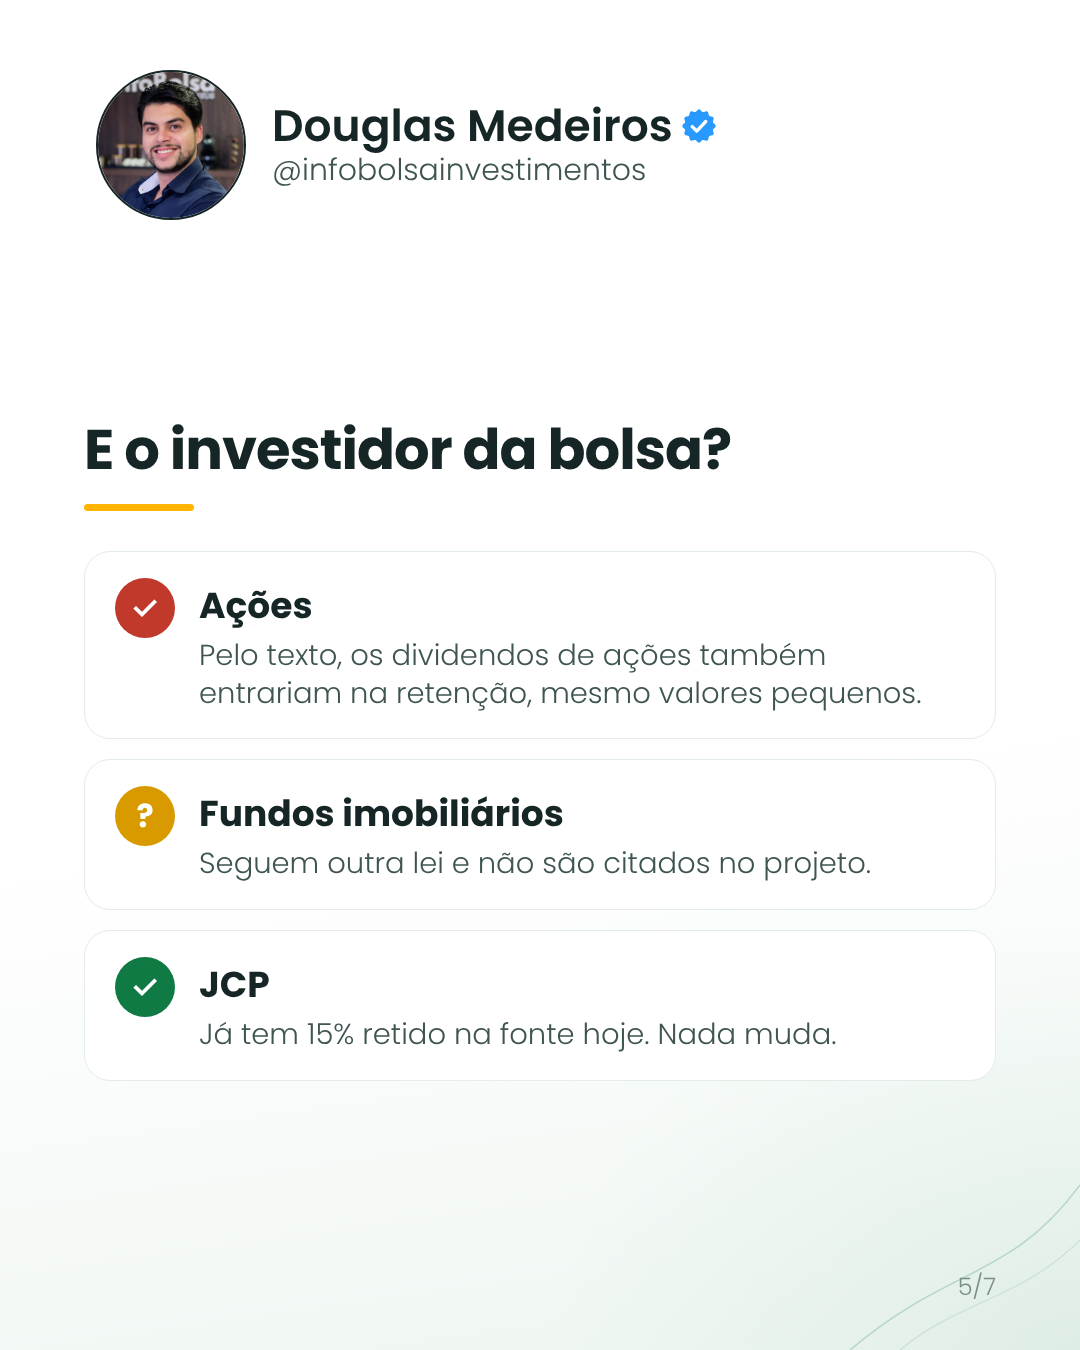 Douglas Medeiros
@infobolsainvestimentos
E o investidor da bolsa?
Ações
Pelo texto, os dividendos de ações também
entrariam na retenção, mesmo valores pequenos.
?
Fundos imobiliários
Seguem outra lei e não são citados no projeto.
JCP
Já tem 15% retido na fonte hoje. Nada muda.
5/7